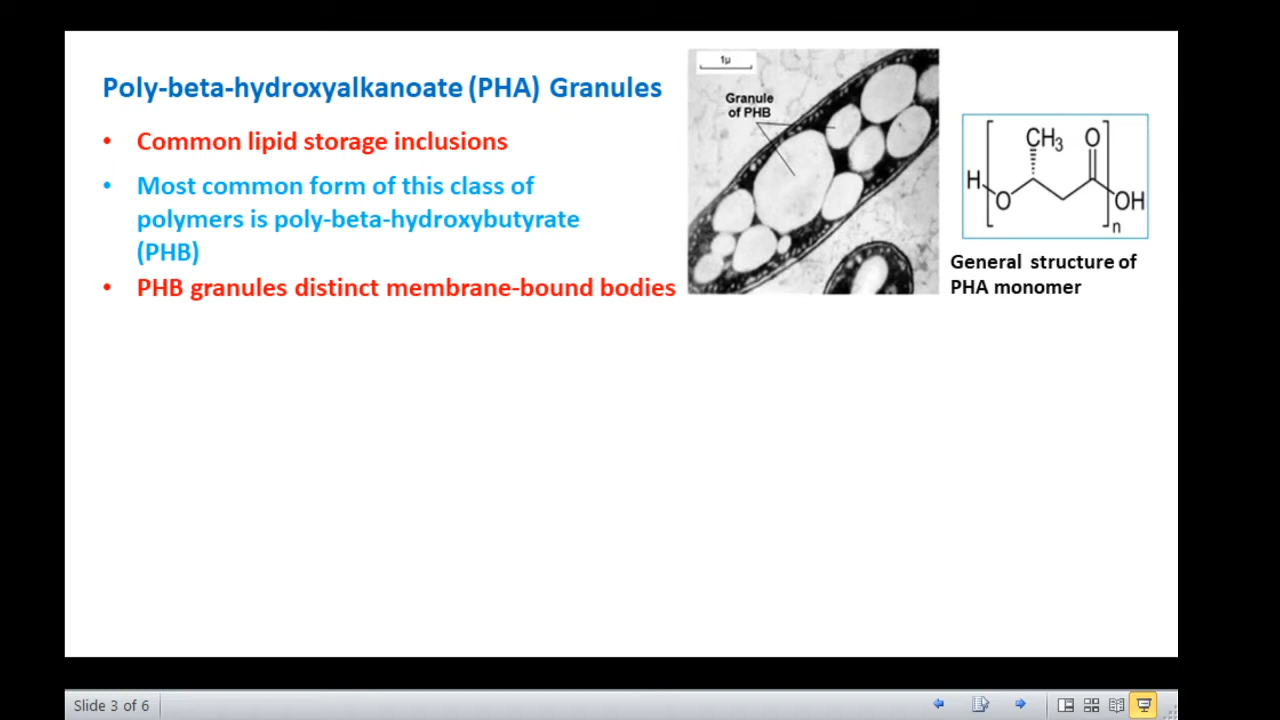 Poly-beta-hydroxyalkanoate (PHA) Granules
• Common lipid storage inclusions
• Most common form of this class of
polymers is poly-beta-hydroxybutyrate
(PHB)
• PHB granules distinct membrane-bound bodies
1μ
Granule
of PHB
CH3 O
H
O
OH
n
General structure of
PHA monomer
Slide 3 of 6